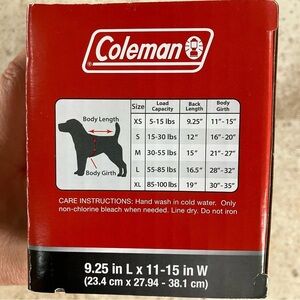 Coleman
Size Load Capacity Back Length Body Girth
XS 5-15 lbs 9.25" 11"-15"
S 15-30 lbs 12" 16"-20"
M 30-55 lbs 15" 21"-27"
L 55-85 lbs 16.5" 28"-32"
XL 85-100 lbs 19" 30"-35"
Body Length
Body Girth
CARE INSTRUCTIONS: Hand wash in cold water. Only
non-chlorine bleach when needed. Line dry. Do not iron
9.25 in L x 11-15 in W
(23.4 cm x 27.94 - 38.1 cm)